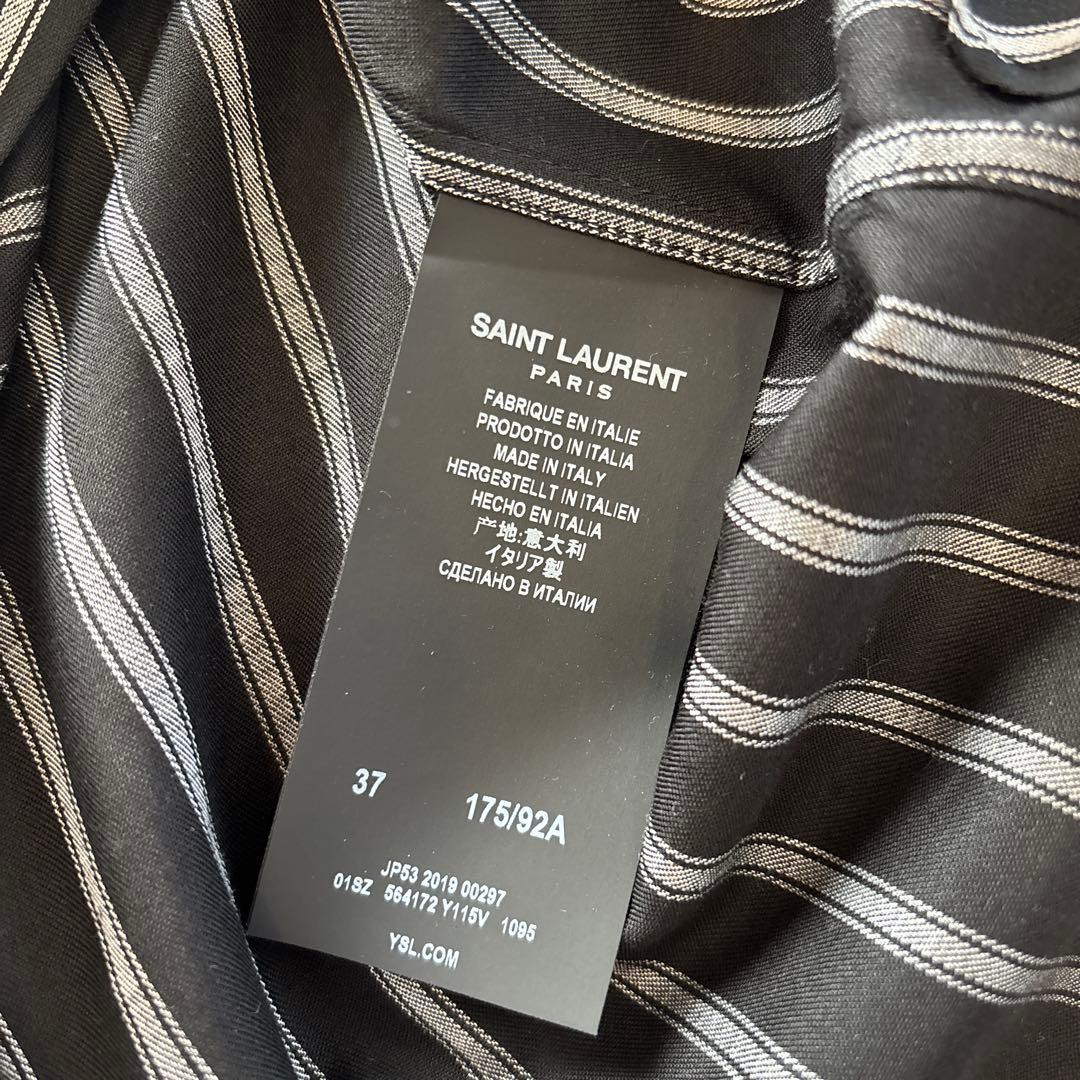 SAINT LAURENT
PARIS
FABRIQUE EN ITALIE
PRODOTTO IN ITALIA
MADE IN ITALY
HERGESTELLT IN ITALIEN
HECHO EN ITALIA
产地:意大利
イタリア製
СДЕЛАНО В ИТАЛИИ
37 175/92A
JP53 2019 00297
01SZ 564172 Y115V 1095
YSL.COM